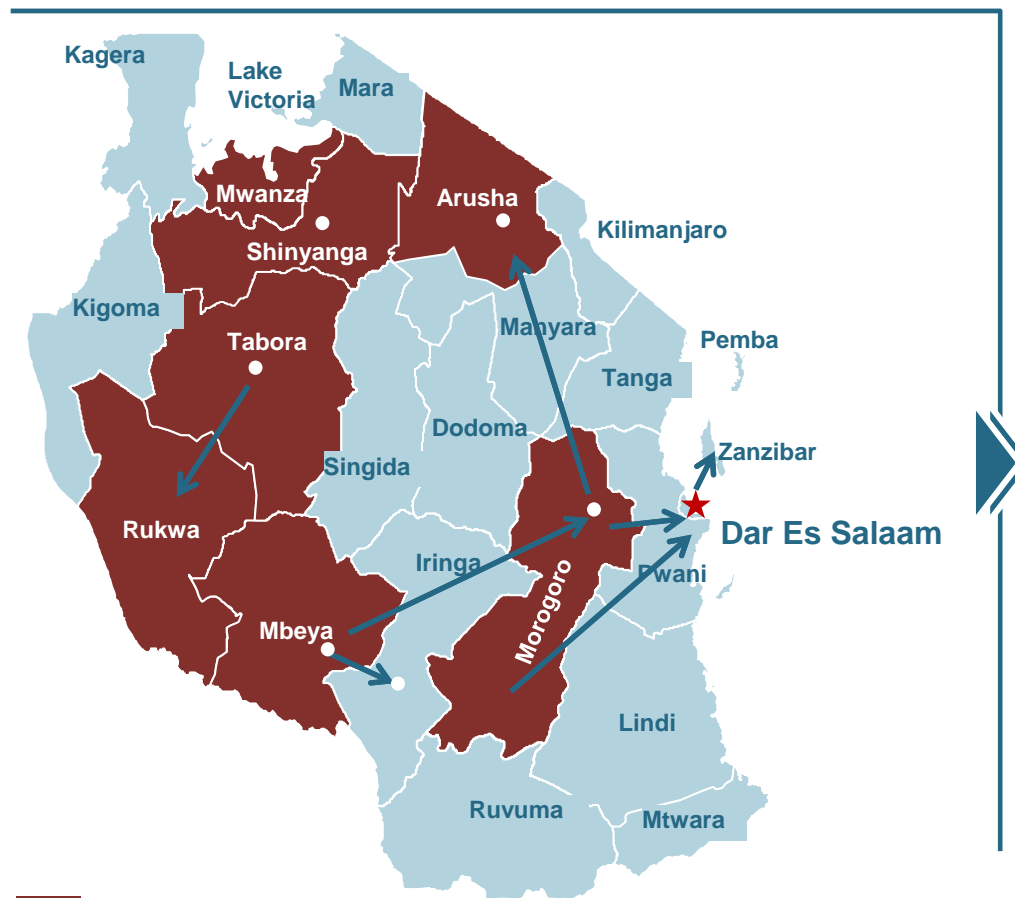 Kagera
Lake
Victoria
Mara
Mwanza
Arusha
Shinyanga
Kilimanjaro
Kigoma
Tabora
Manyara
Pemba
Tanga
Dodoma
Zanzibar
Singida
Rukwa
Dar Es Salaam
Iringa
Pwani
Morogoro
Mbeya
Lindi
Ruvuma
Mtwara